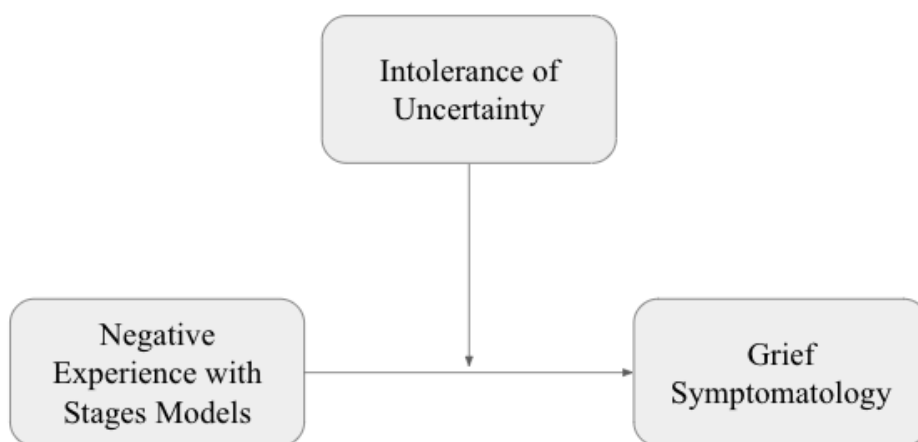 Intolerance of
Uncertainty
Negative
Experience with
Stages Models
Grief
Symptomatology